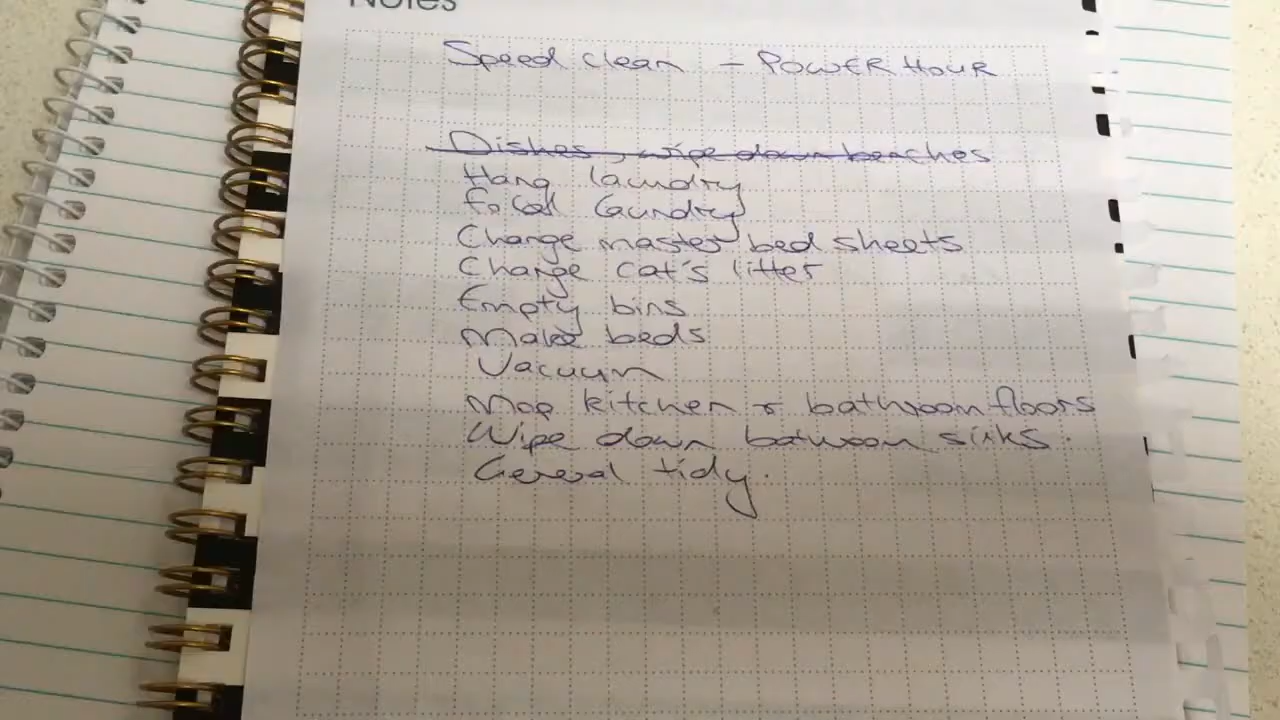 Notes
Speed clean - POWER HOUR
Dishes, wipe down benches
Hang laundry
Fold laundry
Change master bed sheets
Change cat's litter
Empty bins
Make beds
Vacuum
Mop kitchen & bathroom floors
Wipe down bathroom sinks.
General tidy.